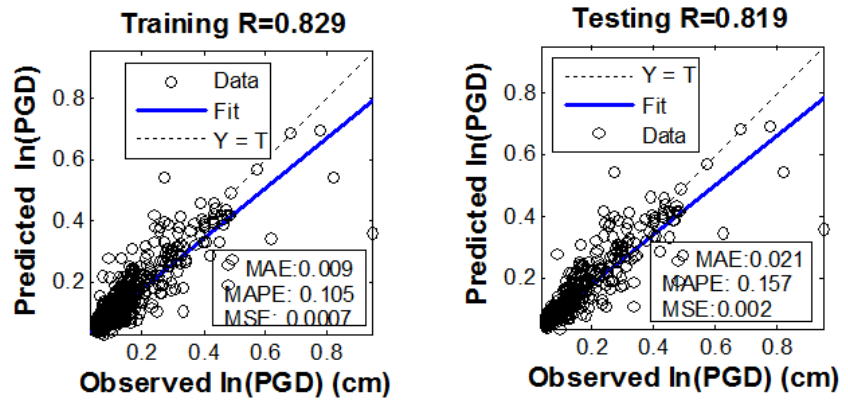 Training R=0.829
Predicted ln(PGD)
0.8
0.6
0.4
0.2
Data
Fit
Y = T
MAE:0.009
MAPE: 0.105
MSE: 0.0007
0.2 0.4 0.6 0.8
Observed ln(PGD) (cm)
Testing R=0.819
Predicted ln(PGD)
0.8
0.6
0.4
0.2
Y = T
Fit
Data
MAE:0.021
MAPE: 0.157
MSE:0.002
0.2 0.4 0.6 0.8
Observed ln(PGD) (cm)